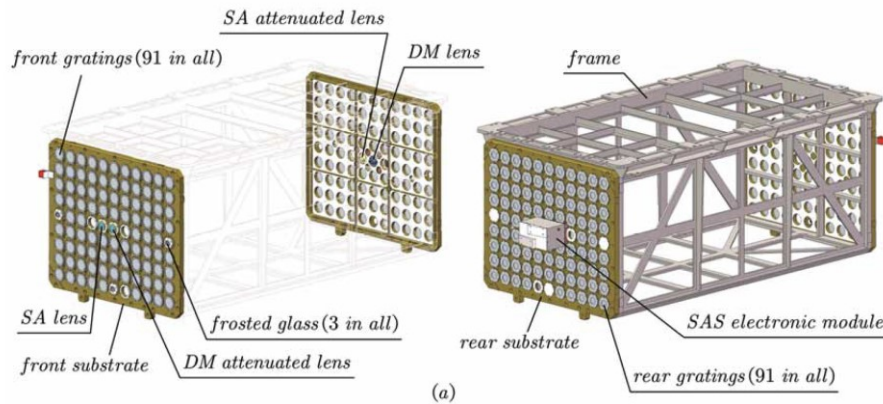 SA attenuated lens
front gratings(91 in all)
DM lens
frame
SA lens
frosted glass(3 in all)
front substrate
DM attenuated lens
SAS electronic module
rear substrate
rear gratings(91 in all)
(a)